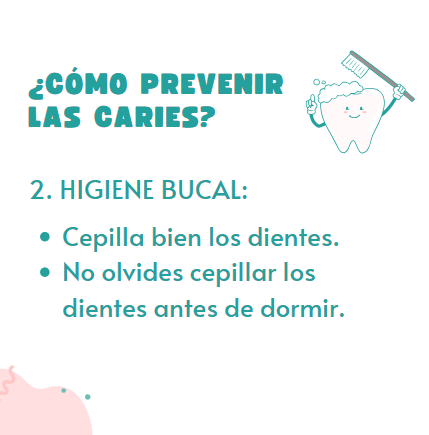 ¿CÓMO PREVENIR
LAS CARIES?
2. HIGIENE BUCAL:
• Cepilla bien los dientes.
• No olvides cepillar los
dientes antes de dormir.